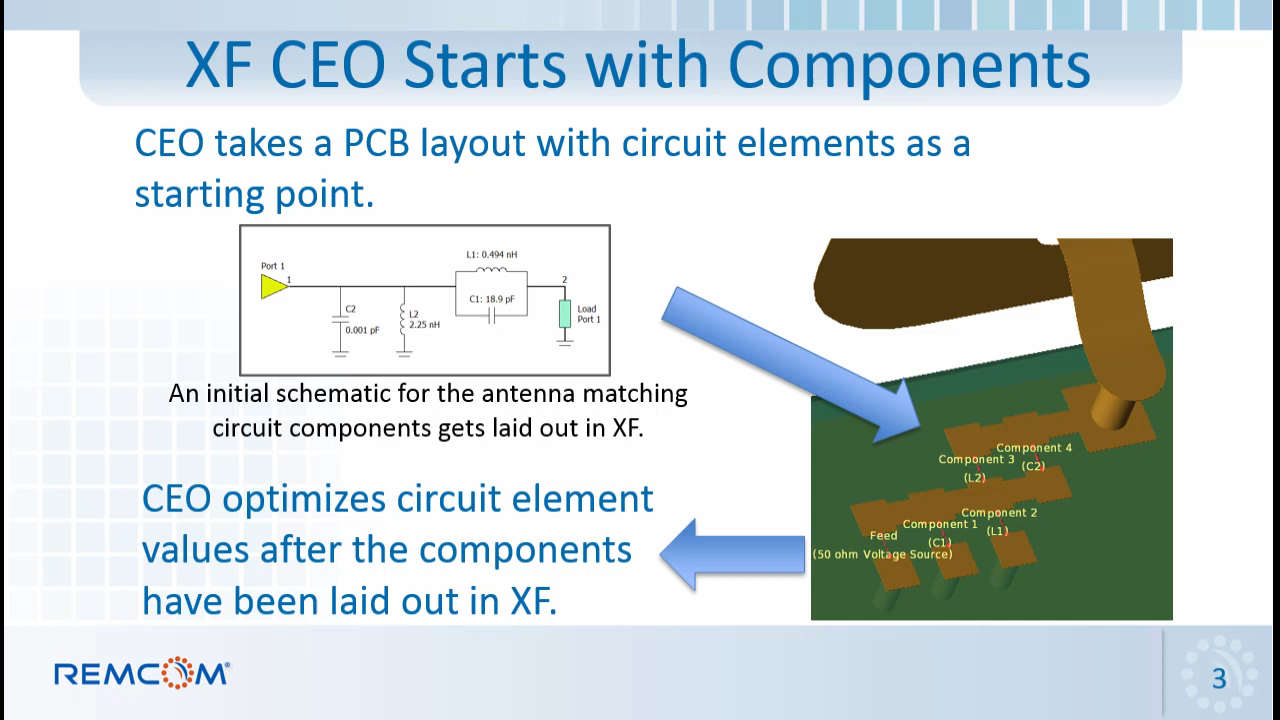 XF CEO Starts with Components
CEO takes a PCB layout with circuit elements as a
starting point.
Port 1
1
C2
0.001 pF
L2
2.25 nH
L1: 0.494 nH
C1: 18.9 pF
2
Load
Port 1
An initial schematic for the antenna matching
circuit components gets laid out in XF.
Component 4
(C2)
Component 3
(L2)
Component 2
(L1)
Component 1
(C1)
Feed
(50 ohm Voltage Source)
CEO optimizes circuit element
values after the components
have been laid out in XF.
REMCOM®
3